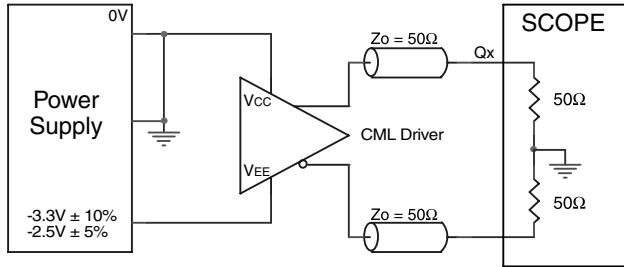 0V
Power
Supply
-3.3V ± 10%
-2.5V ± 5%
VCC
VEE
CML Driver
Zo = 50Ω
Qx
Zo = 50Ω
SCOPE
50Ω
50Ω